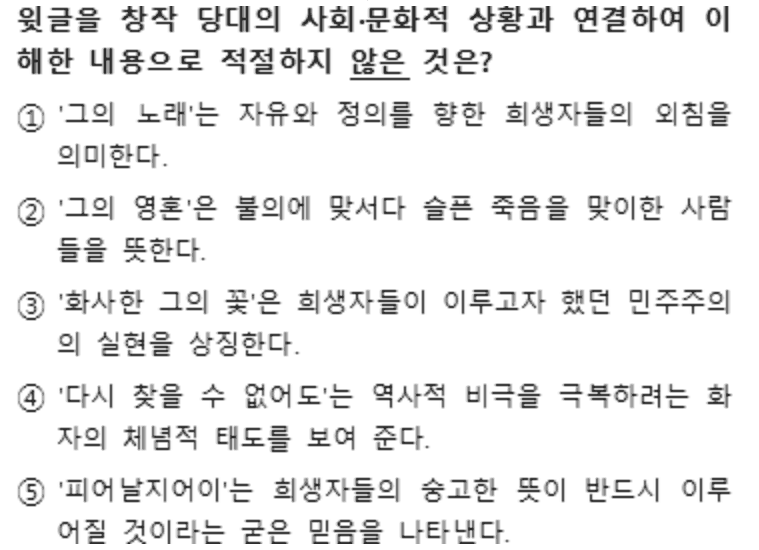 윗글을 창작 당대의 사회·문화적 상황과 연결하여 이
해한 내용으로 적절하지 않은 것은?
① '그의 노래'는 자유와 정의를 향한 희생자들의 외침을
의미한다.
② '그의 영혼'은 불의에 맞서다 슬픈 죽음을 맞이한 사람
들을 뜻한다.
③ '화사한 그의 꽃'은 희생자들이 이루고자 했던 민주주의
의 실현을 상징한다.
④ '다시 찾을 수 없어도'는 역사적 비극을 극복하려는 화
자의 체념적 태도를 보여 준다.
⑤ '피어날지어이'는 희생자들의 숭고한 뜻이 반드시 이루
어질 것이라는 굳은 믿음을 나타낸다.